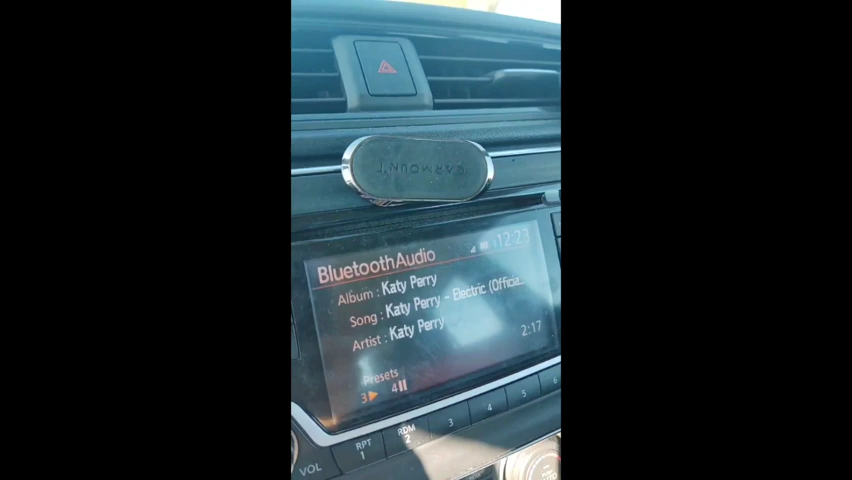 CARMOUNT
BluetoothAudio 12:23
Album : Katy Perry
Song : Katy Perry - Electric (Officia...
Artist : Katy Perry
2:17
Presets
3 4
RPT 1 RDM 2 3 4 5 6
VOL